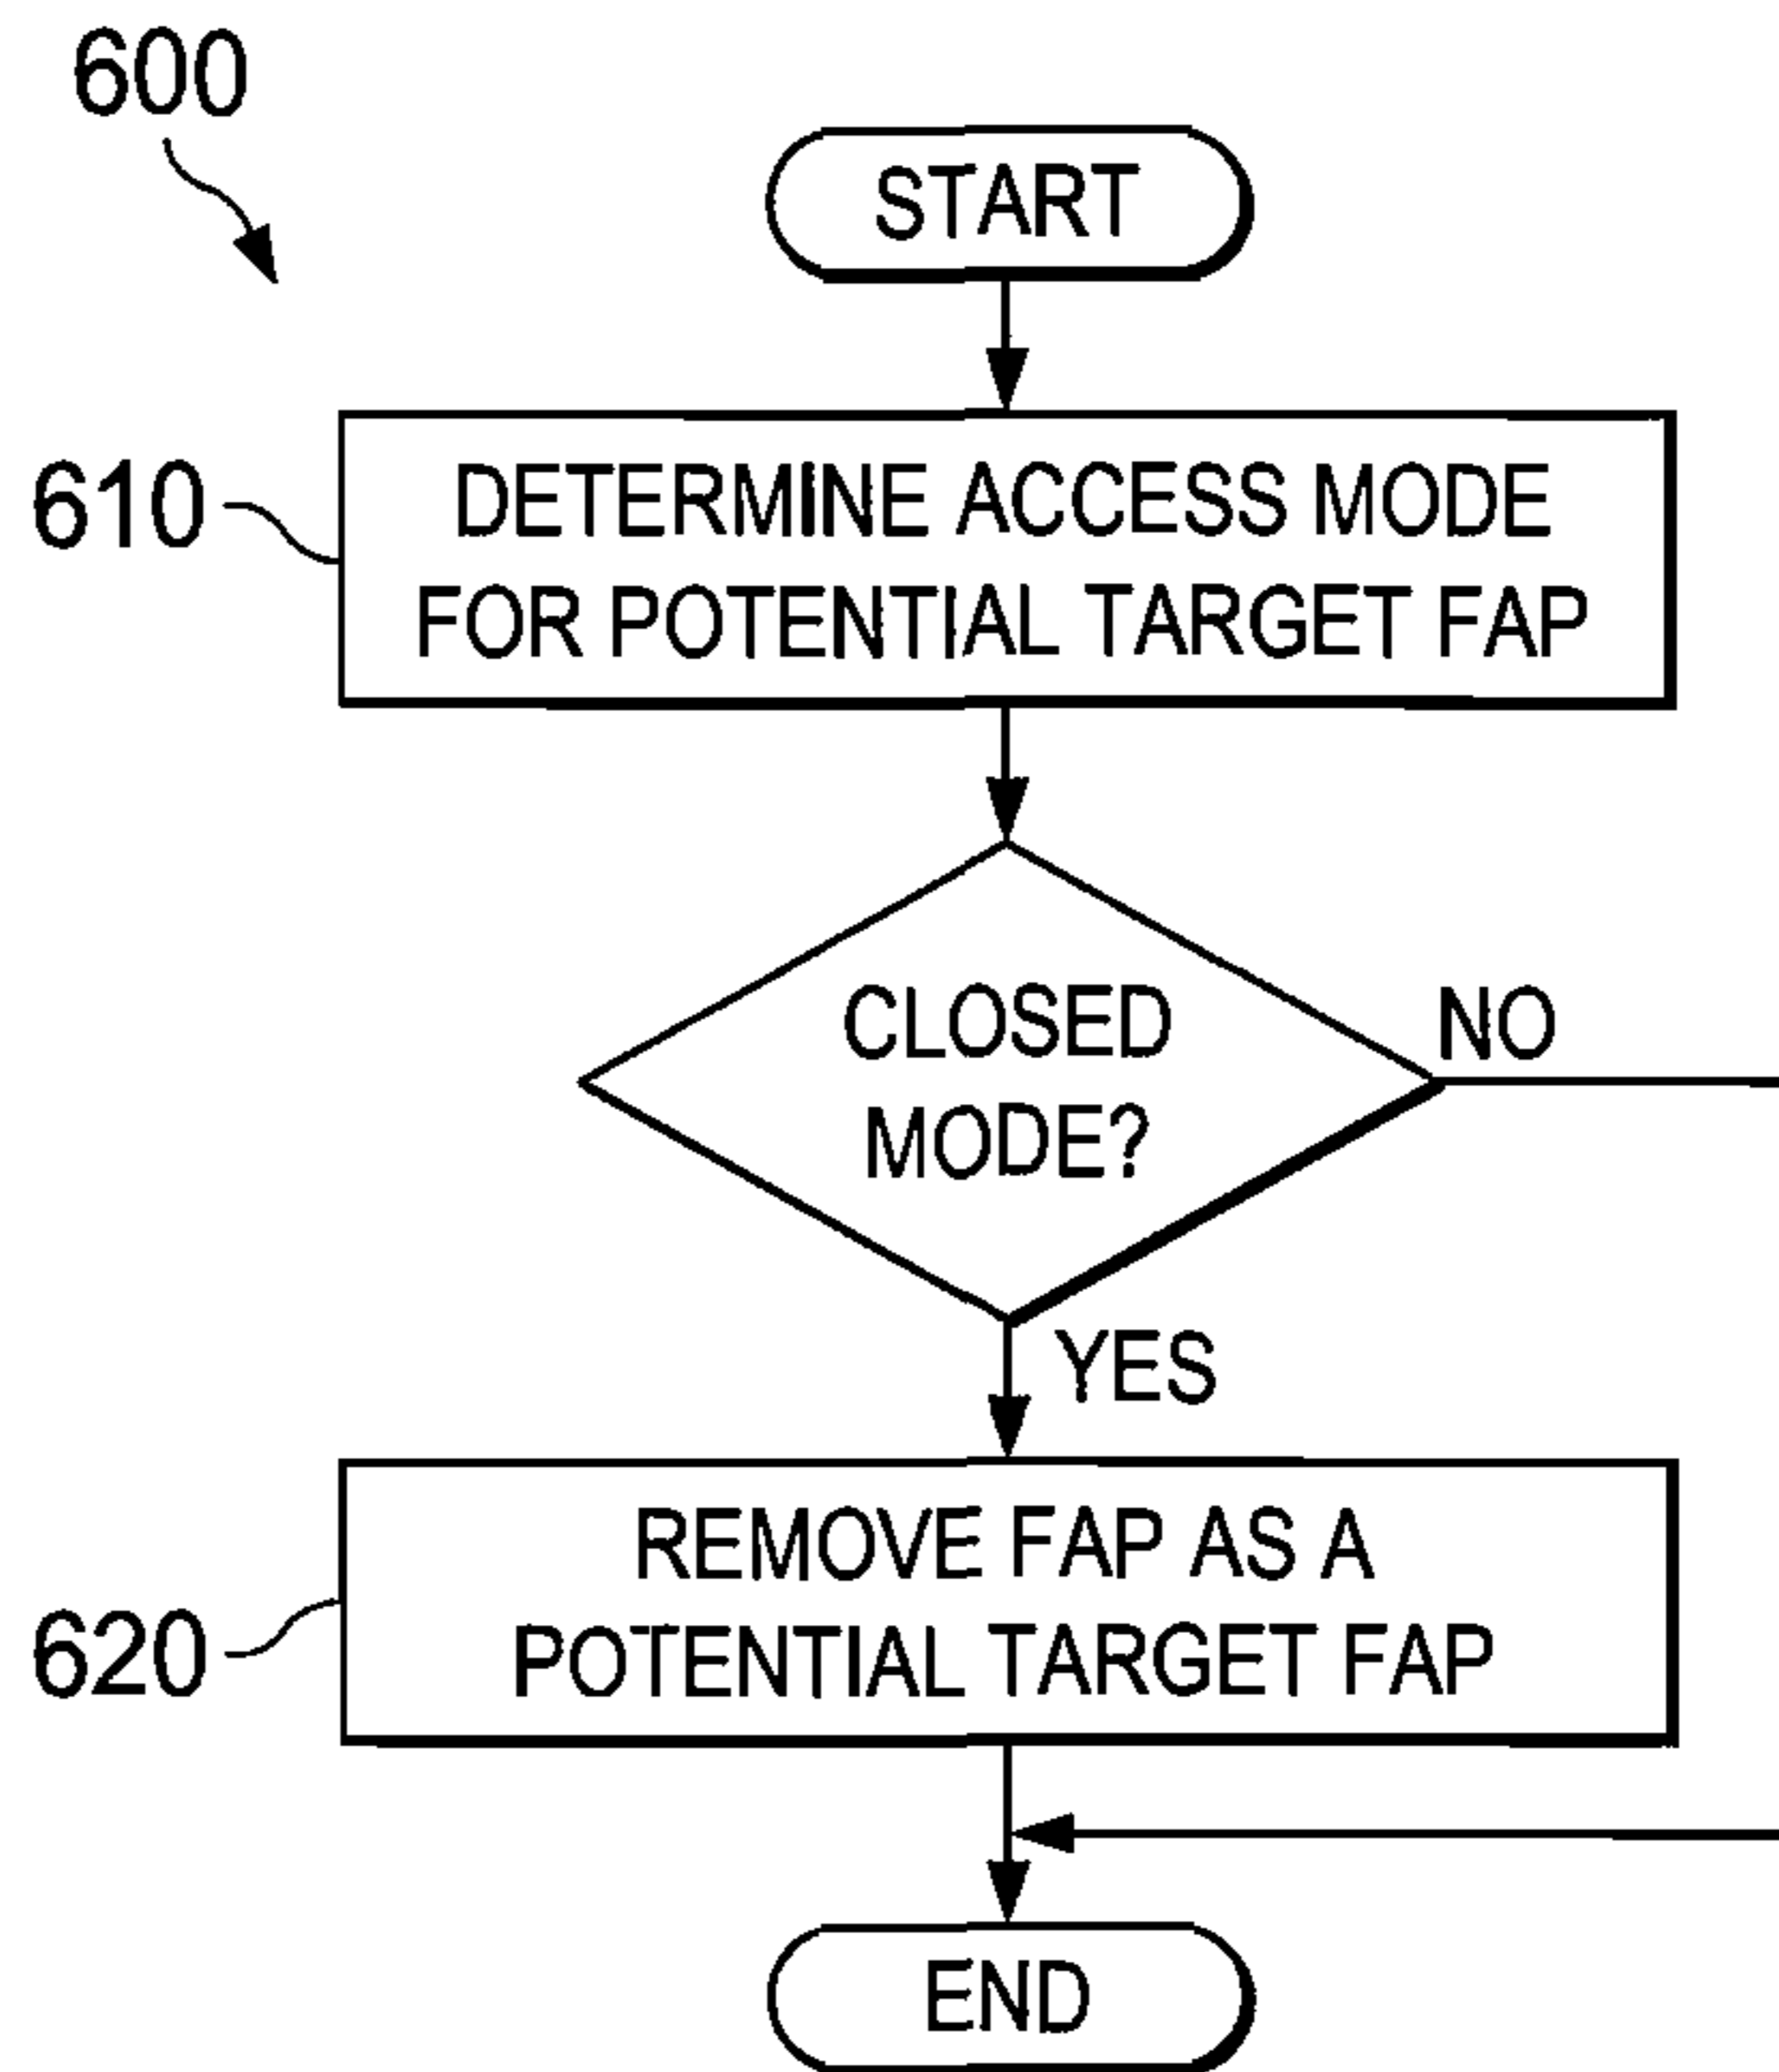 600
START
610
DETERMINE ACCESS MODE
FOR POTENTIAL TARGET FAP
CLOSED
MODE?
NO
YES
620
REMOVE FAP AS A
POTENTIAL TARGET FAP
END